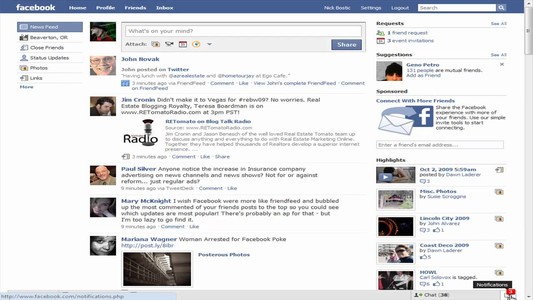 facebook Home Profile Friends Inbox Nick Bostic Settings Logout Search
News Feed
Beaverton, OR
Close Friends
Status Updates
Photos
Links
More
What's on your mind?
Attach:
Share
John Novak
John posted on Twitter
"Having lunch with @earealestate and @hometourjay at Ego Cafe."
3 minutes ago via FriendFeed · Comment · Like · View John's complete FriendFeed · Comment
on FriendFeed
Jim Cronin Didn't make it to Vegas for #rebw09? No worries. Real
Estate Blogging Royalty, Teresa Boardman is on
www.RETomatoRadio.com at 3pm PST!
Radio
RETomato on Blog Talk Radio
Source: www.RETomatoRadio.com
Jim Cronin and Jason Benesch of the well loved Real Estate Tomato team up
to discuss anything and everything to do with Real Estate Marketing Online.
Together they have helped thousands of Realtors develop a superior internet
presence. ...
3 minutes ago · Comment · Like · Share
Paul Silver Anyone notice the increase in Insurance company
advertising on news channels and news shows? Not for or against
reform... just regular ads?
9 minutes ago via TweetDeck · Comment · Like
Mary McKnight I wish Facebook were more like friendfeed and
bubbled up the most commented of your friends posts to the top so you could see
which updates are most popular! There's probably an ap for that - but
I'm too lazy to go find it.
9 minutes ago · Comment · Like
Mariana Wagner Woman Arrested for Facebook Poke
http://post.ly/8ibr
Posterous Photo
Requests See All
1 friend request
3 event invitations
Suggestions See All
Geno Petro
131 people are mutual friends.
Add as Friend
Sponsored
Connect With More Friends
Share the Facebook
experience with more of
your friends. Use our simple
invite tools to start
connecting.
Enter a friend's email address...
Highlights
Oct 2, 2009 5:59am
posted by Dawn Laderer
3
Misc. Photos
by Susie Scroggins
Lincoln City 2009
by John Alvarez
3 1
Coast Deco 2009
by Dawn Laderer
5
HOWL
Carl Solovox is tagged.
6 1
Notifications
Chat (38)
http://www.facebook.com/notifications.php